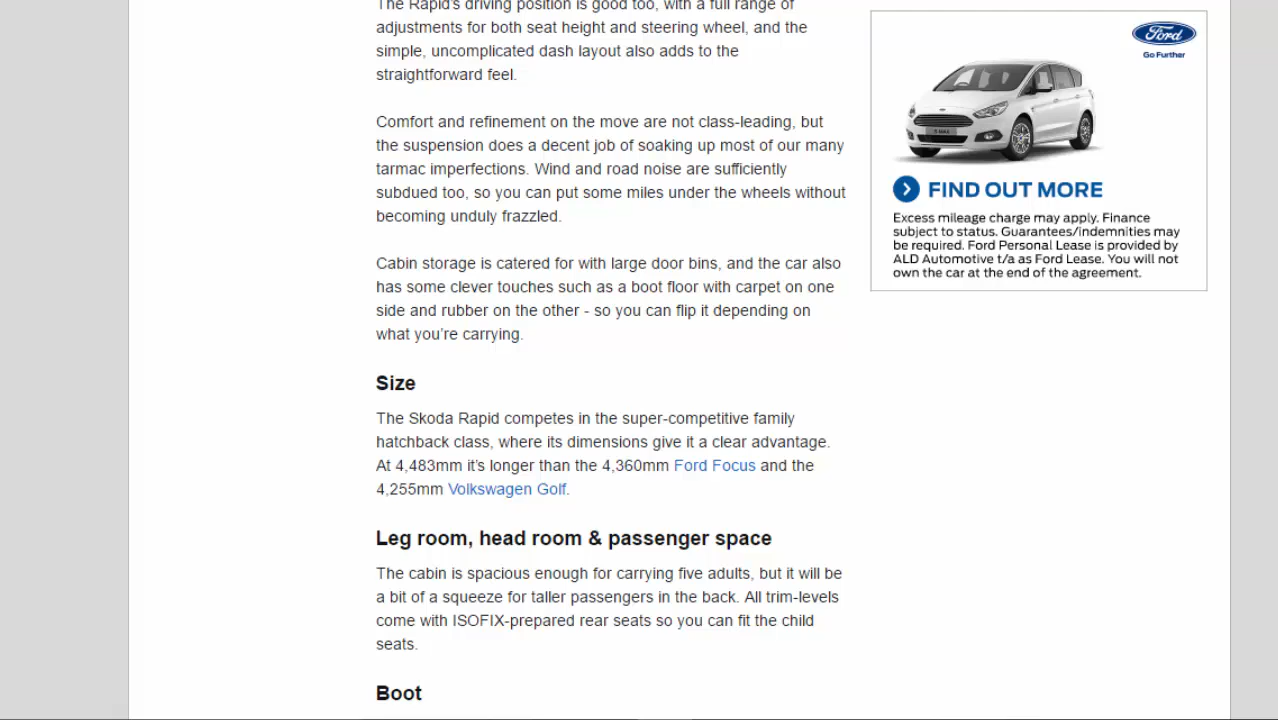 The Rapid's driving position is good too, with a full range of
adjustments for both seat height and steering wheel, and the
simple, uncomplicated dash layout also adds to the
straightforward feel.
Comfort and refinement on the move are not class-leading, but
the suspension does a decent job of soaking up most of our many
tarmac imperfections. Wind and road noise are sufficiently
subdued too, so you can put some miles under the wheels without
becoming unduly frazzled.
Cabin storage is catered for with large door bins, and the car also
has some clever touches such as a boot floor with carpet on one
side and rubber on the other - so you can flip it depending on
what you're carrying.
Size
The Skoda Rapid competes in the super-competitive family
hatchback class, where its dimensions give it a clear advantage.
At 4,483mm it's longer than the 4,360mm Ford Focus and the
4,255mm Volkswagen Golf.
Leg room, head room & passenger space
The cabin is spacious enough for carrying five adults, but it will be
a bit of a squeeze for taller passengers in the back. All trim-levels
come with ISOFIX-prepared rear seats so you can fit the child
seats.
Boot
Ford
Go Further
FIND OUT MORE
Excess mileage charge may apply. Finance
subject to status. Guarantees/indemnities may
be required. Ford Personal Lease is provided by
ALD Automotive t/a as Ford Lease. You will not
own the car at the end of the agreement.